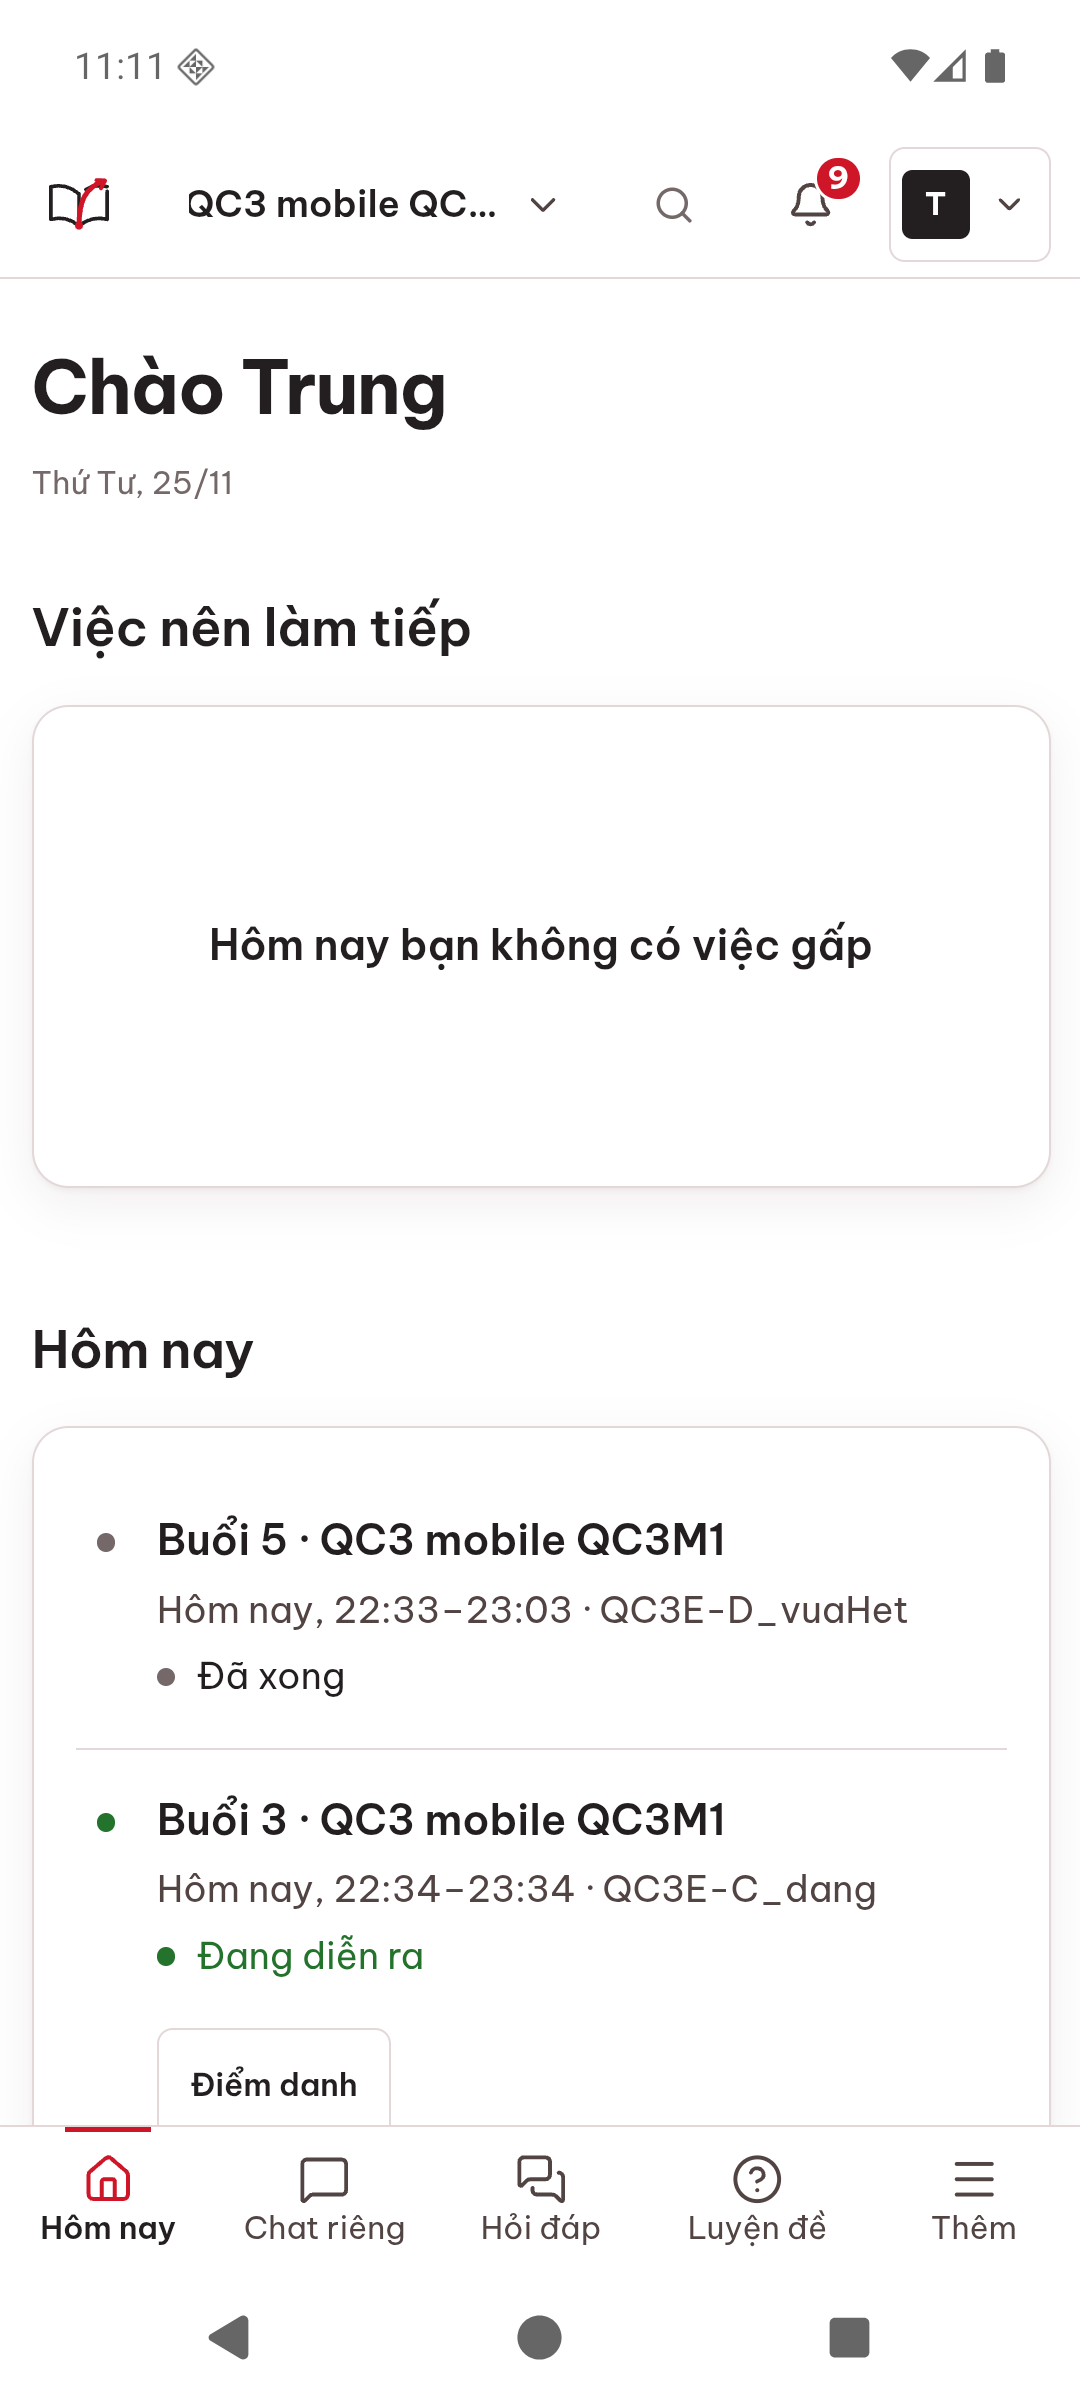 11:11
QC3 mobile QC...
9
T
Chào Trung
Thứ Tư, 25/11
Việc nên làm tiếp
Hôm nay bạn không có việc gấp
Hôm nay
Buổi 5 · QC3 mobile QC3M1
Hôm nay, 22:33–23:03 · QC3E-D_vuaHet
Đã xong
Buổi 3 · QC3 mobile QC3M1
Hôm nay, 22:34–23:34 · QC3E-C_dang
Đang diễn ra
Điểm danh
Hôm nay
Chat riêng
Hỏi đáp
Luyện đề
Thêm